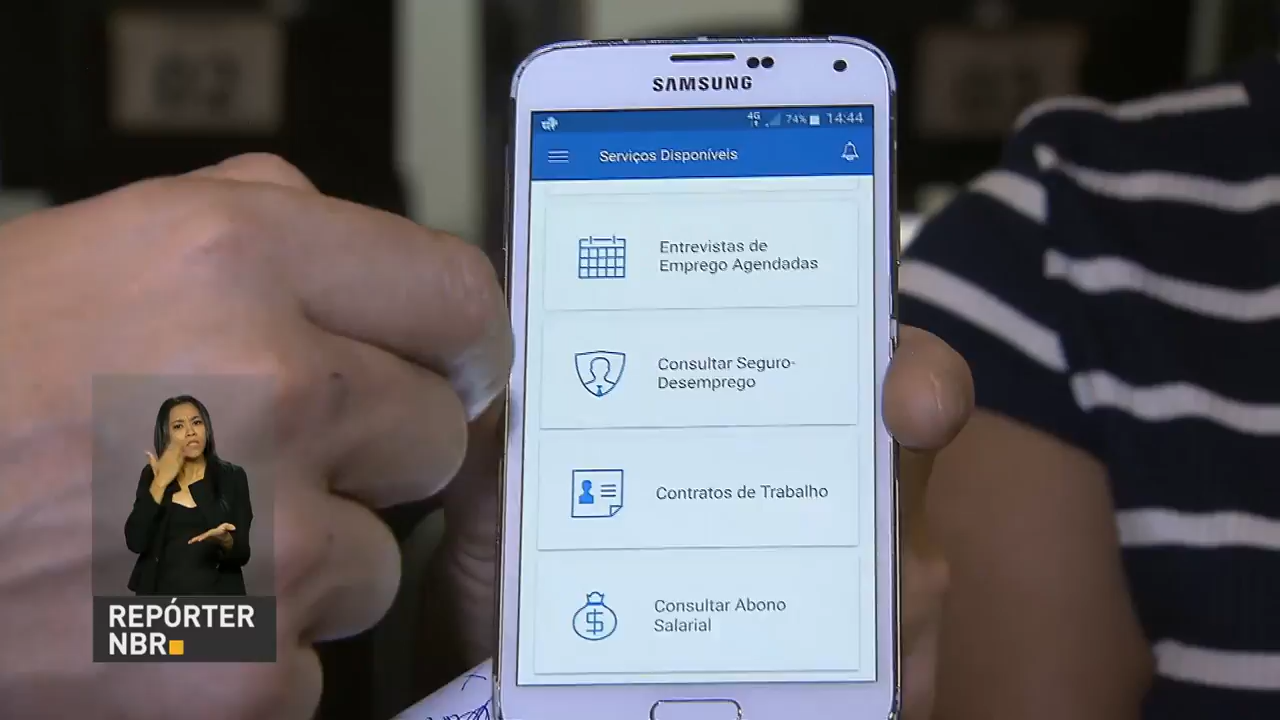 SAMSUNG
4G 74% 14:44
Serviços Disponíveis
Entrevistas de
Emprego Agendadas
Consultar Seguro-
Desemprego
Contratos de Trabalho
Consultar Abono
Salarial
REPÓRTER
NBR